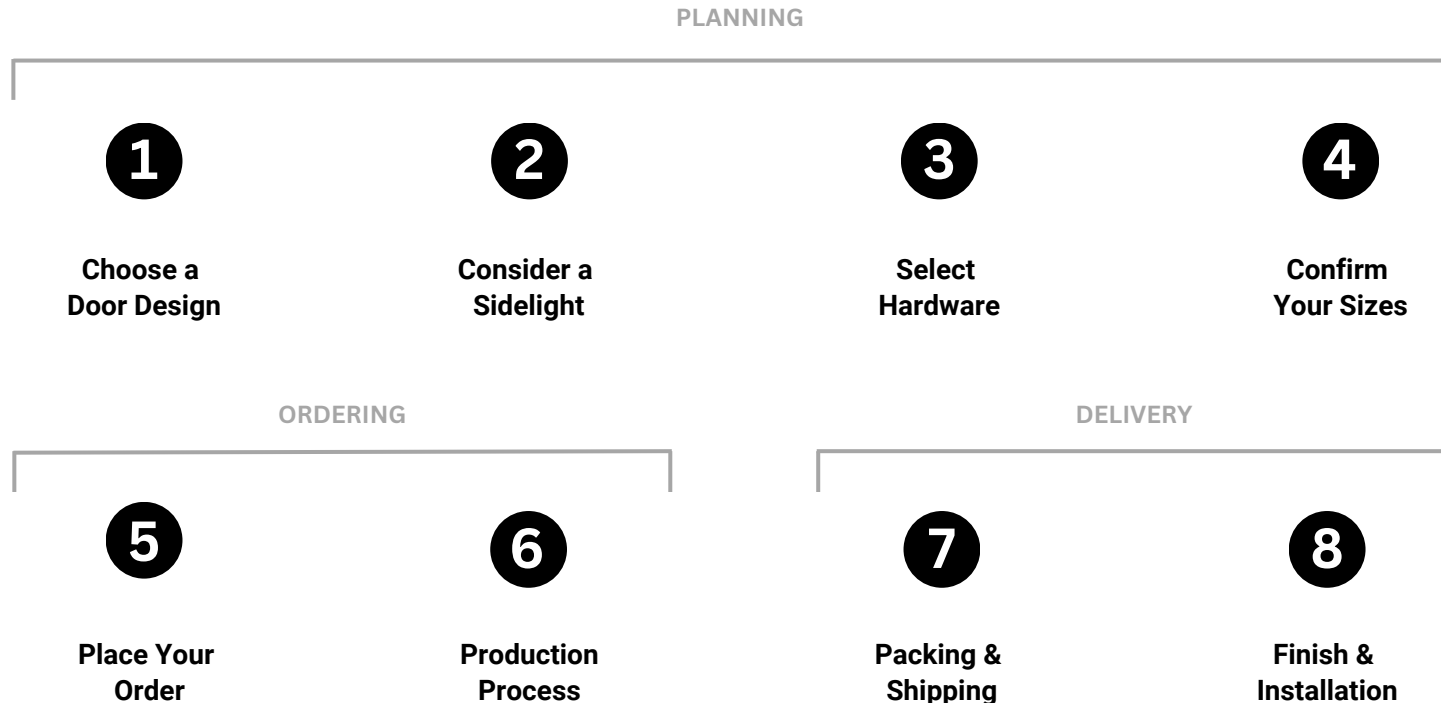 PLANNING
1
2
3
4
Choose a
Door Design
Consider a
Sidelight
Select
Hardware
Confirm
Your Sizes
ORDERING
DELIVERY
5
6
7
8
Place Your
Order
Production
Process
Packing &
Shipping
Finish &
Installation